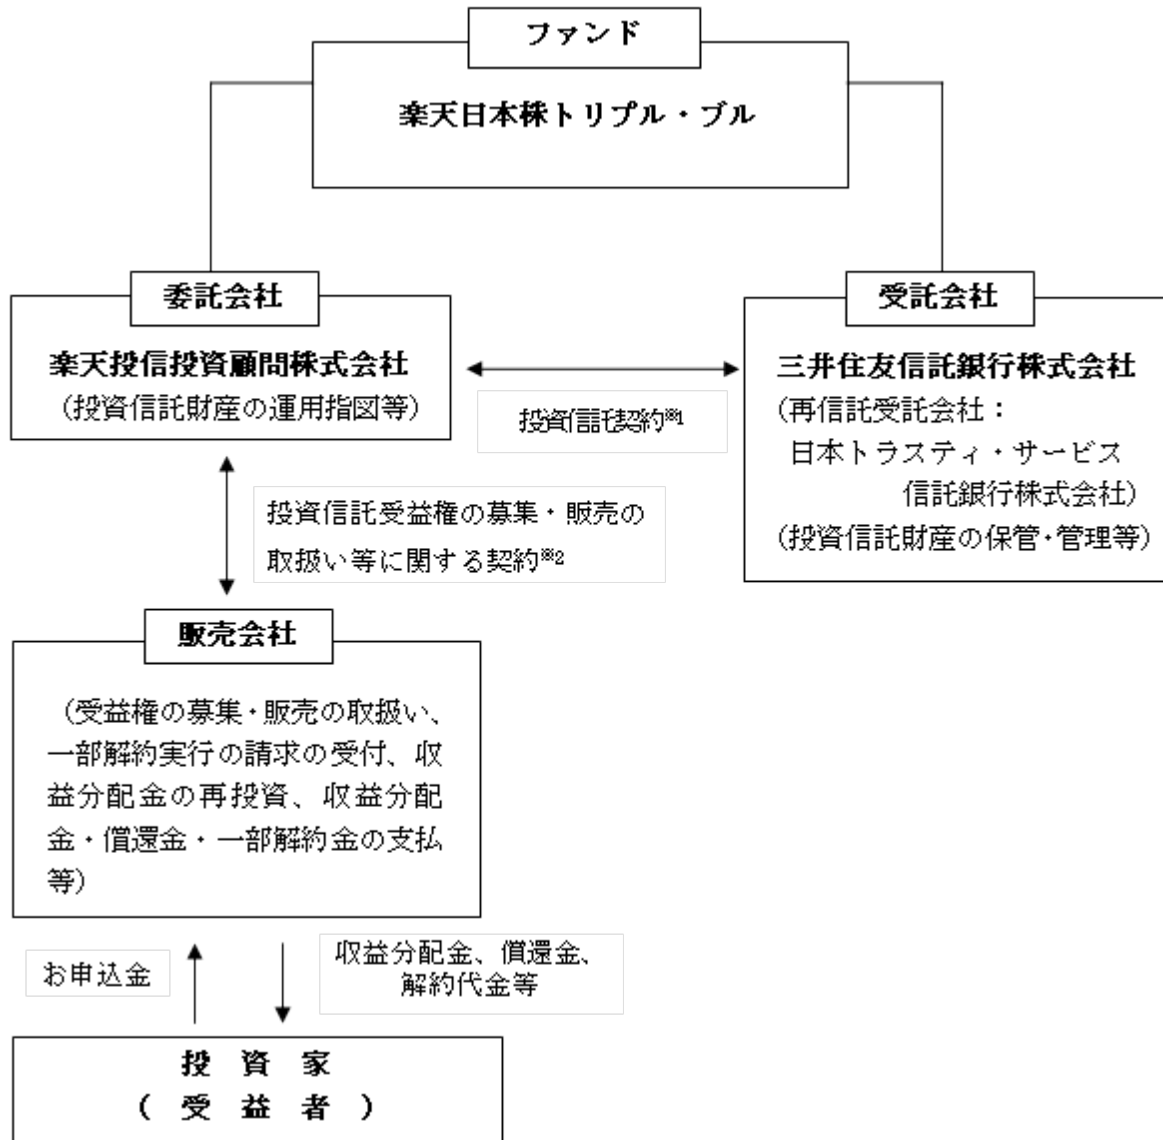 ファンド
楽天日本株トリプル・ブル
委託会社
楽天投信投資顧問株式会社
（投資信託財産の運用指図等）
受託会社
三井住友信託銀行株式会社
（再信託受託会社：
日本トラスティ・サービス
信託銀行株式会社）
（投資信託財産の保管・管理等）
投資信託契約※1
投資信託受益権の募集・販売の
取扱い等に関する契約※2
販売会社
（受益権の募集・販売の取扱い、
一部解約実行の請求の受付、収
益分配金の再投資、収益分配
金・償還金・一部解約金の支払
等）
お申込金
収益分配金、償還金、
解約代金等
投資家
（受益者）